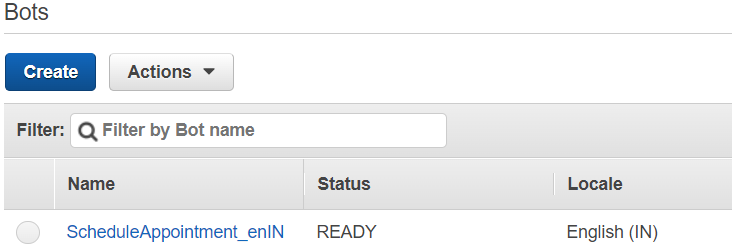 Bots
Create Actions
Filter: Filter by Bot name
Name Status Locale
ScheduleAppointment_enIN READY English (IN)